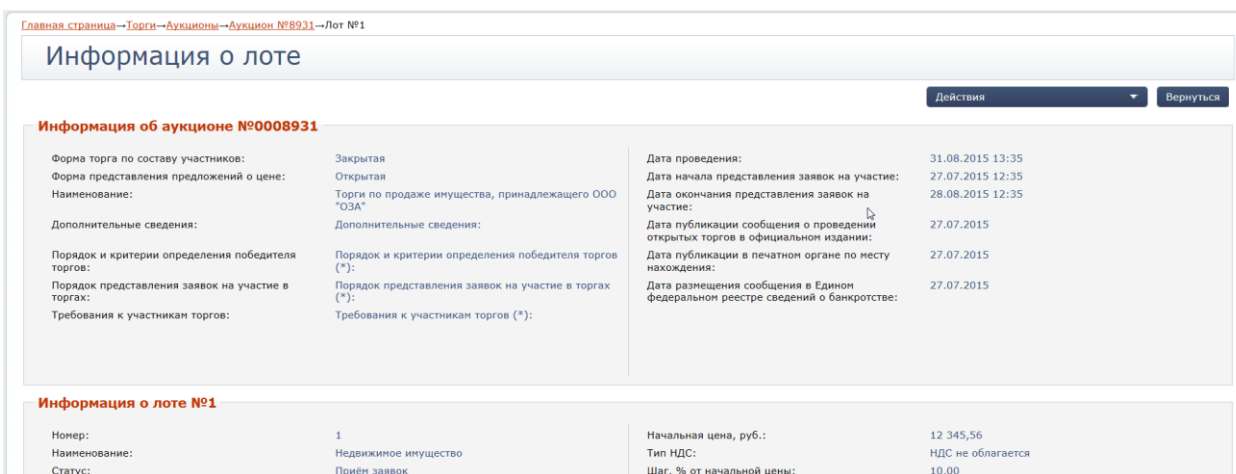 Главная страница→Торги→Аукционы→Аукцион №8931→Лот №1
Информация о лоте
Действия
Вернуться
Информация об аукционе №0008931
Форма торга по составу участников: Закрытая
Форма представления предложений о цене: Открытая
Наименование: Торги по продаже имущества, принадлежащего ООО
"ОЗА"
Дополнительные сведения: Дополнительные сведения:
Порядок и критерии определения победителя Порядок и критерии определения победителя торгов
торгов: (*):
Порядок представления заявок на участие в Порядок представления заявок на участие в торгах
торгах: (*):
Требования к участникам торгов: Требования к участникам торгов (*):
Дата проведения: 31.08.2015 13:35
Дата начала представления заявок на участие: 27.07.2015 12:35
Дата окончания представления заявок на 28.08.2015 12:35
участие:
Дата публикации сообщения о проведении 27.07.2015
открытых торгов в официальном издании:
Дата публикации в печатном органе по месту 27.07.2015
нахождения:
Дата размещения сообщения в Едином 27.07.2015
федеральном реестре сведений о банкротстве:
Информация о лоте №1
Номер: 1
Наименование: Недвижимое имущество
Статус: Приём заявок
Начальная цена, руб.: 12 345,56
Тип НДС: НДС не облагается
Шаг, % от начальной цены: 10,00